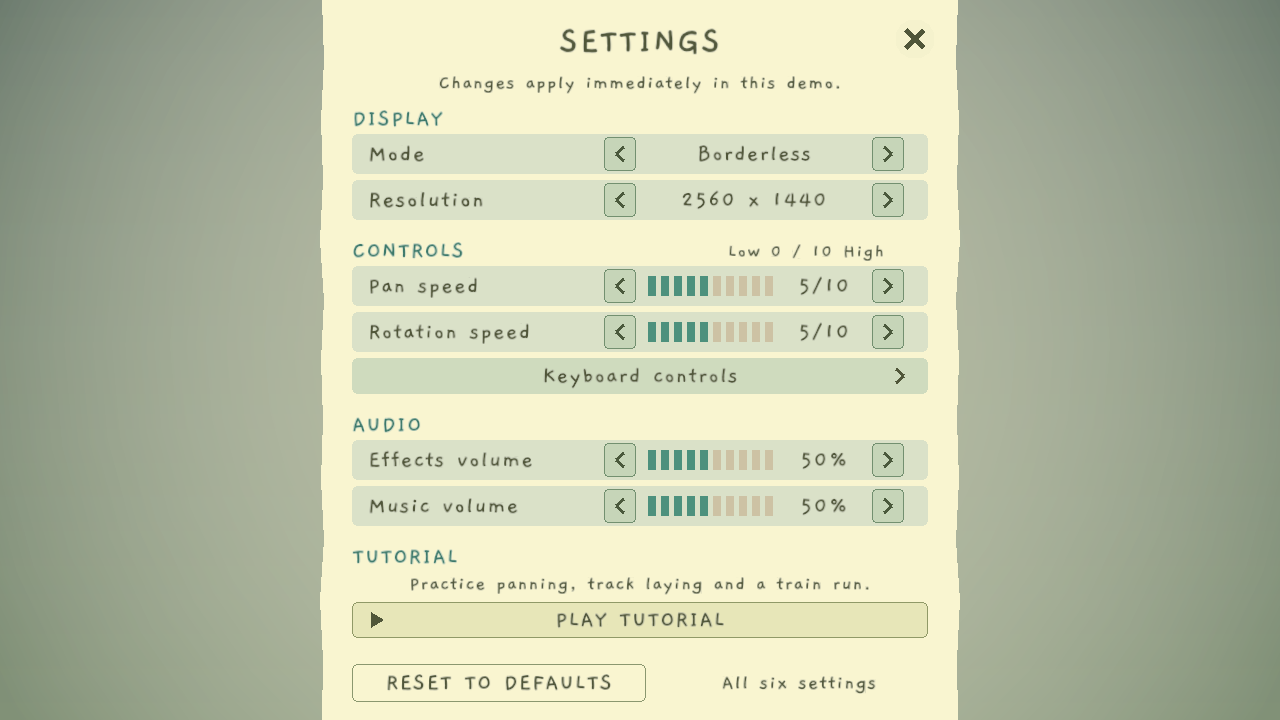 SETTINGS
Changes apply immediately in this demo.
DISPLAY
Mode Borderless
Resolution 2560 x 1440
CONTROLS Low 0 / 10 High
Pan speed 5/10
Rotation speed 5/10
Keyboard controls
AUDIO
Effects volume 50%
Music volume 50%
TUTORIAL
Practice panning, track laying and a train run.
PLAY TUTORIAL
RESET TO DEFAULTS All six settings